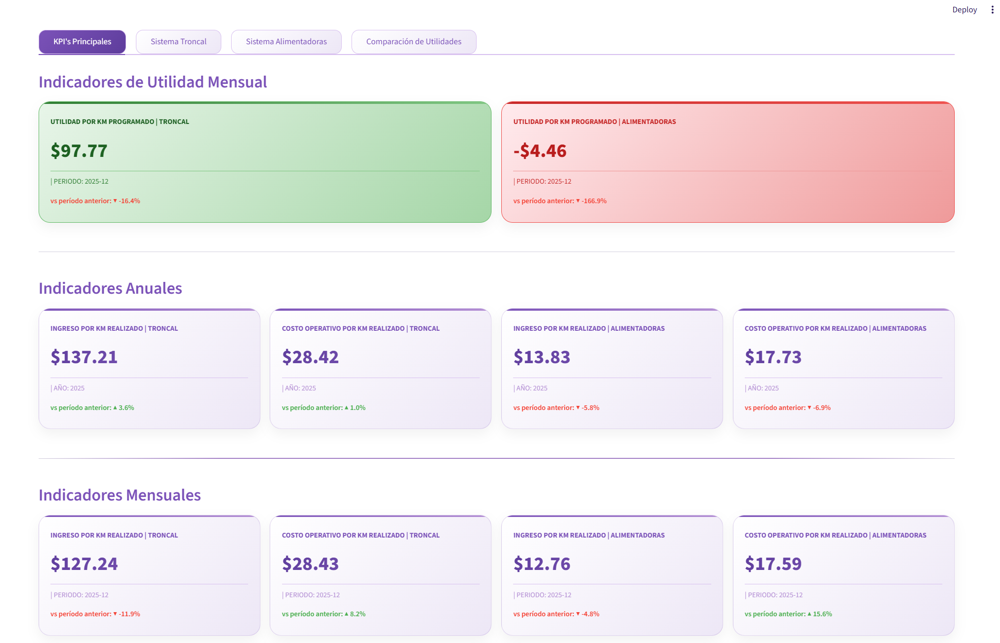 Deploy
KPI's Principales
Sistema Troncal
Sistema Alimentadoras
Comparación de Utilidades
Indicadores de Utilidad Mensual
UTILIDAD POR KM PROGRAMADO | TRONCAL
$97.77
| PERIODO: 2025-12
vs período anterior: ▼ -16.4%
UTILIDAD POR KM PROGRAMADO | ALIMENTADORAS
-$4.46
| PERIODO: 2025-12
vs período anterior: ▼ -166.9%
Indicadores Anuales
INGRESO POR KM REALIZADO | TRONCAL
$137.21
| AÑO: 2025
vs período anterior: ▲ 3.6%
COSTO OPERATIVO POR KM REALIZADO | TRONCAL
$28.42
| AÑO: 2025
vs período anterior: ▲ 1.0%
INGRESO POR KM REALIZADO | ALIMENTADORAS
$13.83
| AÑO: 2025
vs período anterior: ▼ -5.8%
COSTO OPERATIVO POR KM REALIZADO | ALIMENTADORAS
$17.73
| AÑO: 2025
vs período anterior: ▼ -6.9%
Indicadores Mensuales
INGRESO POR KM REALIZADO | TRONCAL
$127.24
| PERIODO: 2025-12
vs período anterior: ▼ -11.9%
COSTO OPERATIVO POR KM REALIZADO | TRONCAL
$28.43
| PERIODO: 2025-12
vs período anterior: ▲ 8.2%
INGRESO POR KM REALIZADO | ALIMENTADORAS
$12.76
| PERIODO: 2025-12
vs período anterior: ▼ -4.8%
COSTO OPERATIVO POR KM REALIZADO | ALIMENTADORAS
$17.59
| PERIODO: 2025-12
vs período anterior: ▲ 15.6%